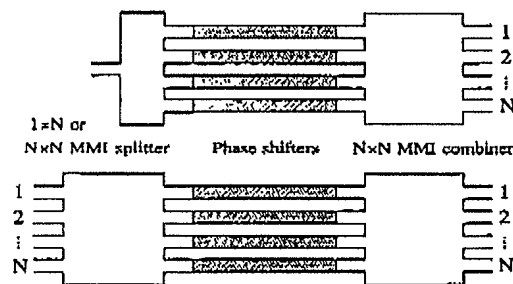 1
2
i
N
1×N or
N×N MMI splitter Phase shifters N×N MMI combiner
1 1
2 2
i i
N N